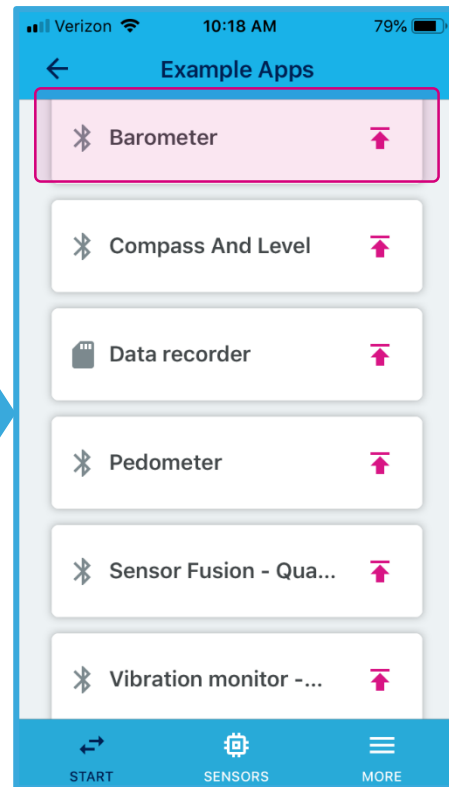 Verizon 10:18 AM 79%
Example Apps
Barometer
Compass And Level
Data recorder
Pedometer
Sensor Fusion - Qua...
Vibration monitor -...
START SENSORS MORE